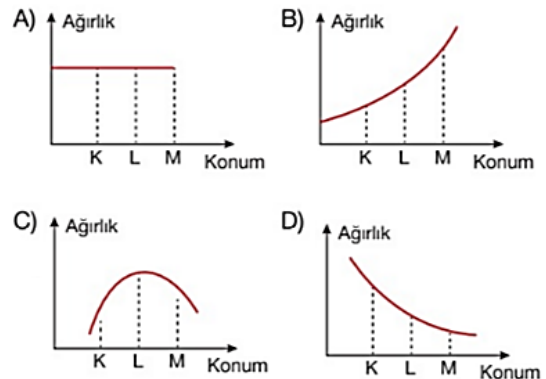 A) Ağırlık
K L M Konum
B) Ağırlık
K L M Konum
C) Ağırlık
K L M Konum
D) Ağırlık
K L M Konum